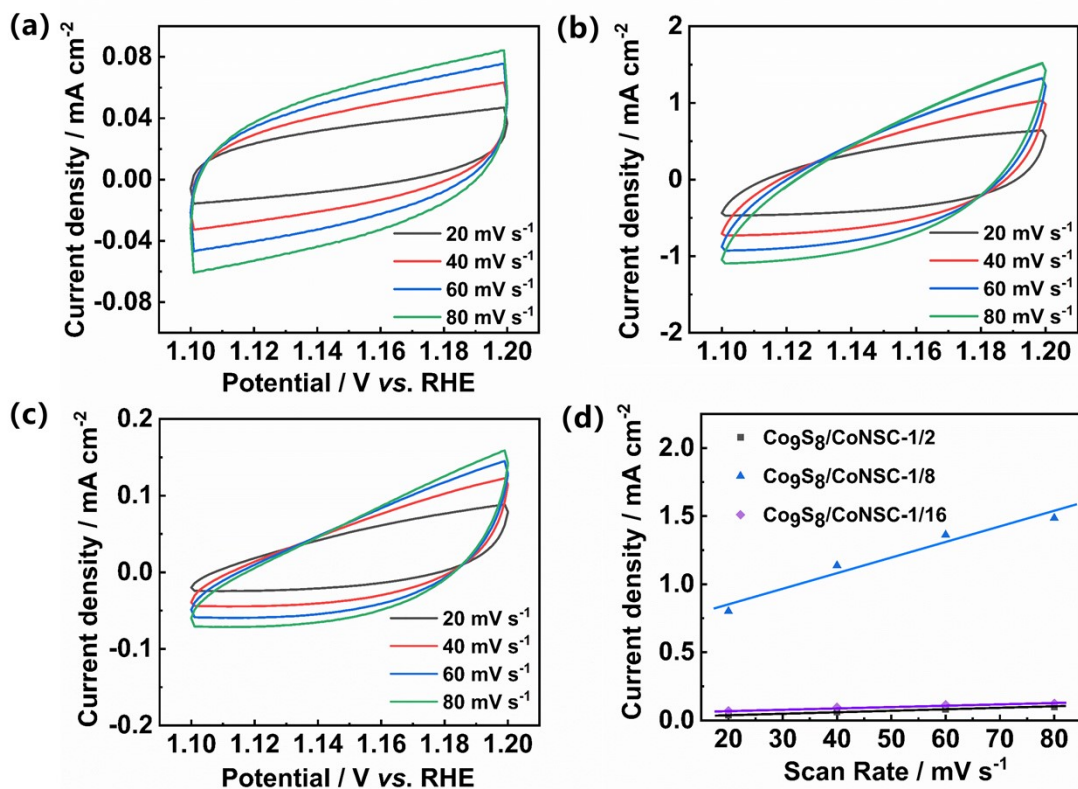 (a)
Current density / mA cm⁻²
0.08
0.04
0.00
-0.04
-0.08
20 mV s⁻¹
40 mV s⁻¹
60 mV s⁻¹
80 mV s⁻¹
1.10 1.12 1.14 1.16 1.18 1.20
Potential / V vs. RHE
(b)
Current density / mA cm⁻²
2
1
0
-1
-2
20 mV s⁻¹
40 mV s⁻¹
60 mV s⁻¹
80 mV s⁻¹
1.10 1.12 1.14 1.16 1.18 1.20
Potential / V vs. RHE
(c)
Current density / mA cm⁻²
0.2
0.1
0.0
-0.1
-0.2
20 mV s⁻¹
40 mV s⁻¹
60 mV s⁻¹
80 mV s⁻¹
1.10 1.12 1.14 1.16 1.18 1.20
Potential / V vs. RHE
(d)
Current density / mA cm⁻²
2.0
1.5
1.0
0.5
0.0
Co₉S₈/CoNSC-1/2
Co₉S₈/CoNSC-1/8
Co₉S₈/CoNSC-1/16
20 30 40 50 60 70 80
Scan Rate / mV s⁻¹